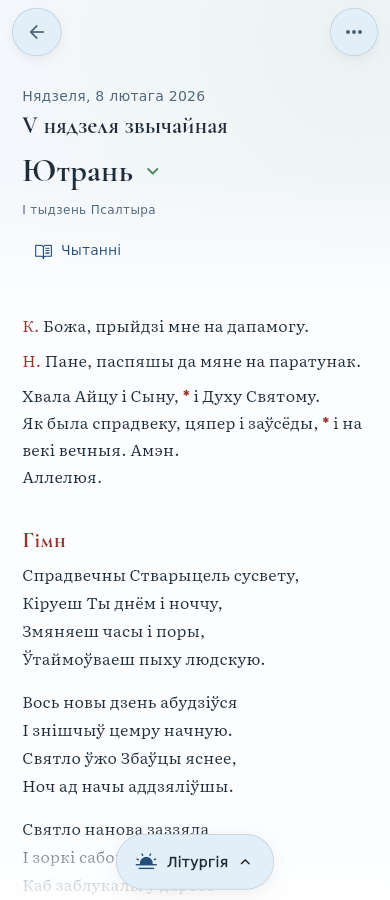 Нядзеля, 8 лютага 2026
V нядзеля звычайная
Ютрань
І тыдзень Псалтыра
Чытанні
К. Божа, прыйдзі мне на дапамогу.
Н. Пане, паспяшы да мяне на паратунак.
Хвала Айцу і Сыну, * і Духу Святому.
Як была спрадвеку, цяпер і заўсёды, * і на
векі вечныя. Амэн.
Аллелюя.
Гімн
Спрадвечны Стварыцель сусвету,
Кіруеш Ты днём і ноччу,
Змяняеш часы і поры,
Ўтаймоўваеш пыху людскую.
Вось новы дзень абудзіўся
І знішчыў цемру начную.
Святло ўжо Збаўцы яснее,
Ноч ад начы аддзяліўшы.
Святло нанова заззяла
І зоркі
Літургія
Каб